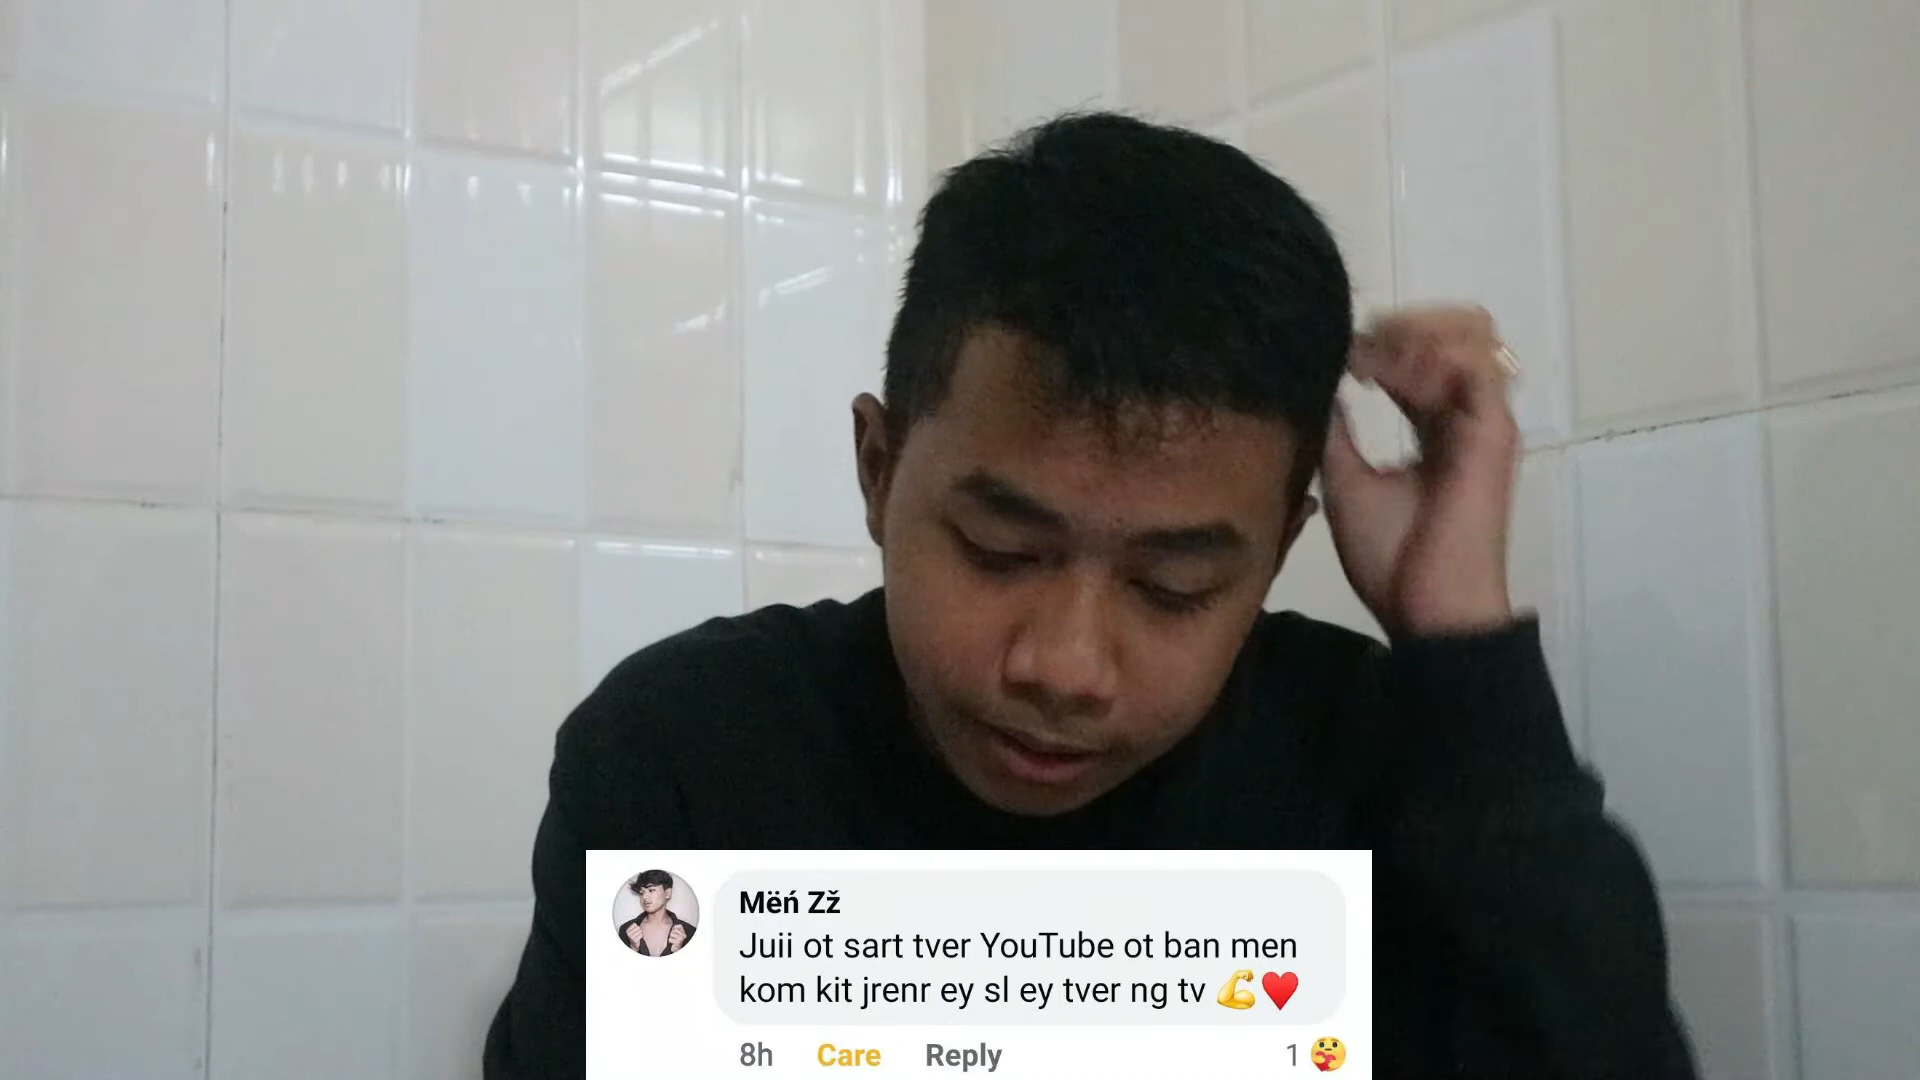 Mëń Zž
Juii ot sart tver YouTube ot ban men
kom kit jrenr ey sl ey tver ng tv 💪❤️
8h Care Reply 1